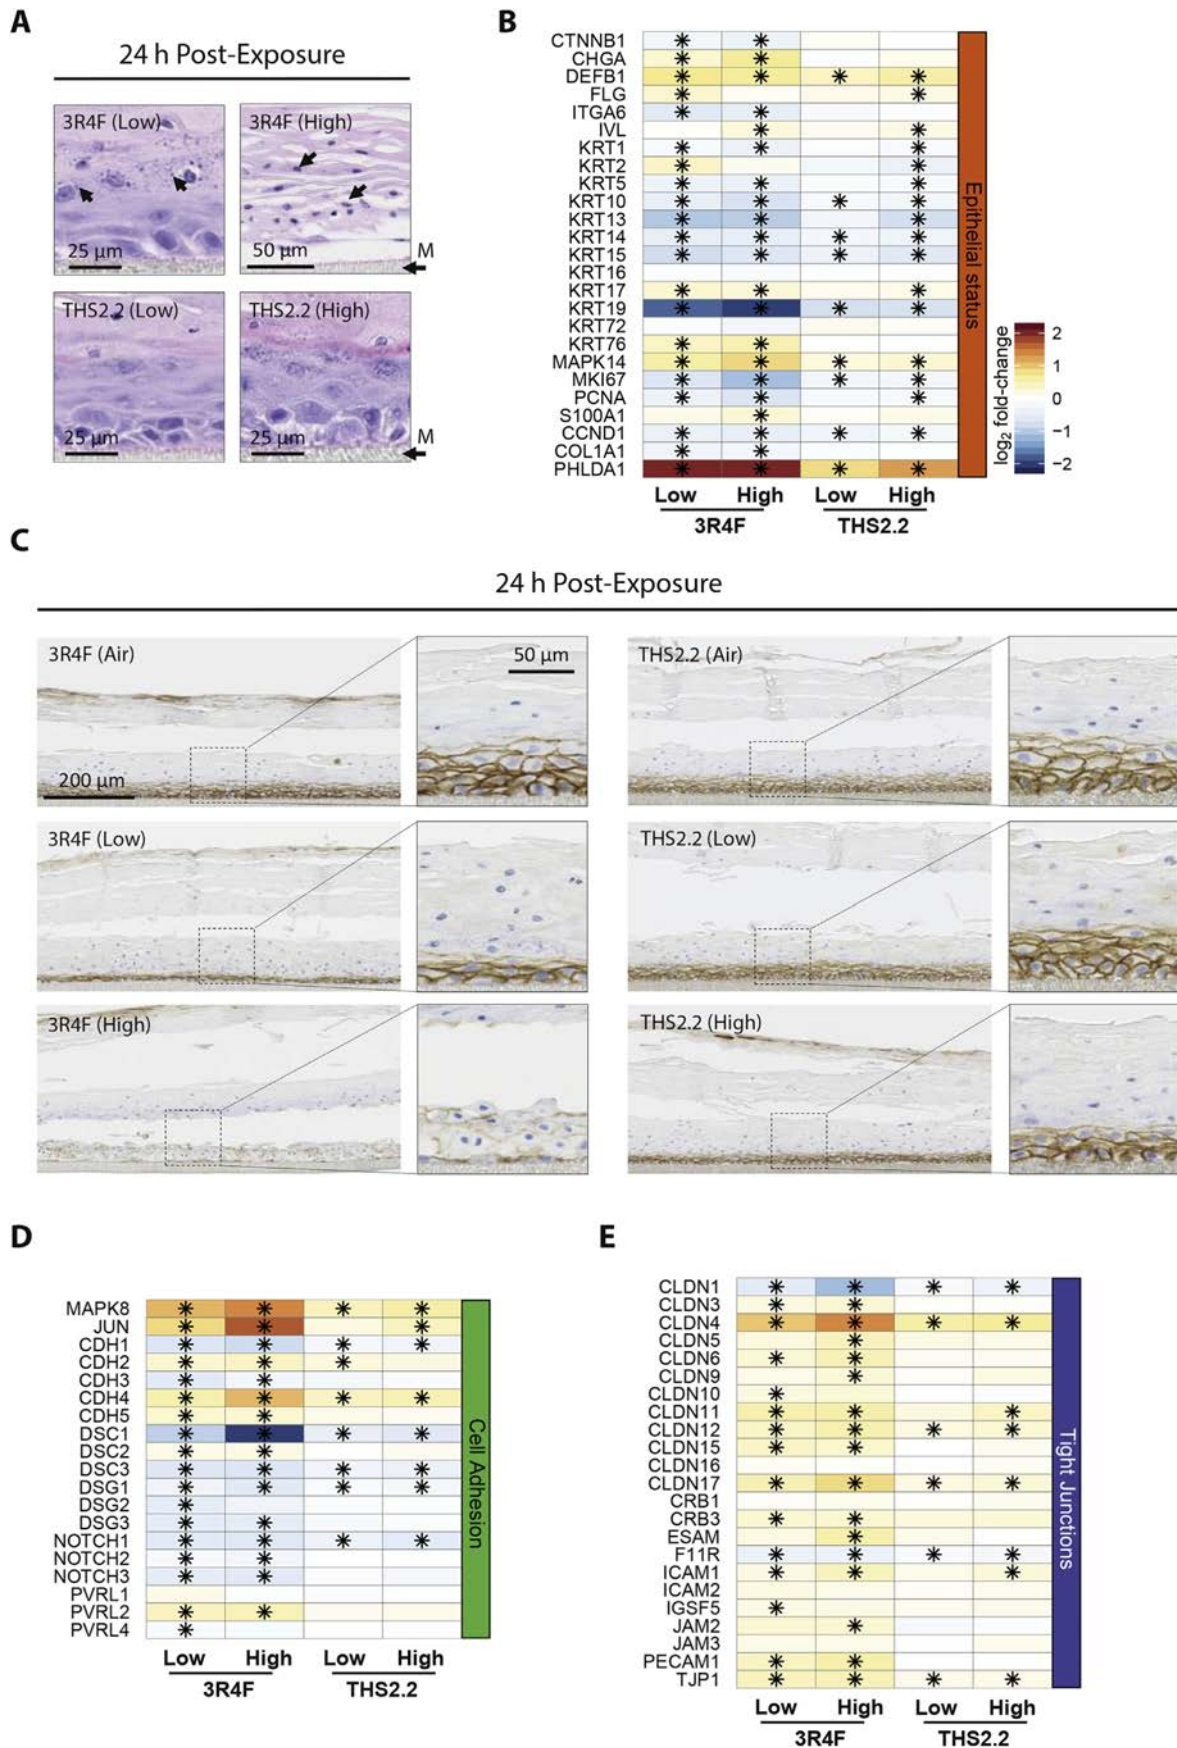 A
24 h Post-Exposure
3R4F (Low)
25 µm
3R4F (High)
50 µm
M
THS2.2 (Low)
25 µm
THS2.2 (High)
25 µm
M
B
CTNNB1
CHGA
DEFB1
FLG
ITGA6
IVL
KRT1
KRT2
KRT5
KRT10
KRT13
KRT14
KRT15
KRT16
KRT17
KRT19
KRT72
KRT76
MAPK14
MKI67
PCNA
S100A1
CCND1
COL1A1
PHLDA1
Low High Low High
3R4F THS2.2
Epithelial status
log2 fold-change
2
1
0
−1
−2
C
24 h Post-Exposure
3R4F (Air)
200 µm
50 µm
THS2.2 (Air)
3R4F (Low)
THS2.2 (Low)
3R4F (High)
THS2.2 (High)
D
MAPK8
JUN
CDH1
CDH2
CDH3
CDH4
CDH5
DSC1
DSC2
DSC3
DSG1
DSG2
DSG3
NOTCH1
NOTCH2
NOTCH3
PVRL1
PVRL2
PVRL4
Low High Low High
3R4F THS2.2
Cell Adhesion
E
CLDN1
CLDN3
CLDN4
CLDN5
CLDN6
CLDN9
CLDN10
CLDN11
CLDN12
CLDN15
CLDN16
CLDN17
CRB1
CRB3
ESAM
F11R
ICAM1
ICAM2
IGSF5
JAM2
JAM3
PECAM1
TJP1
Low High Low High
3R4F THS2.2
Tight Junctions